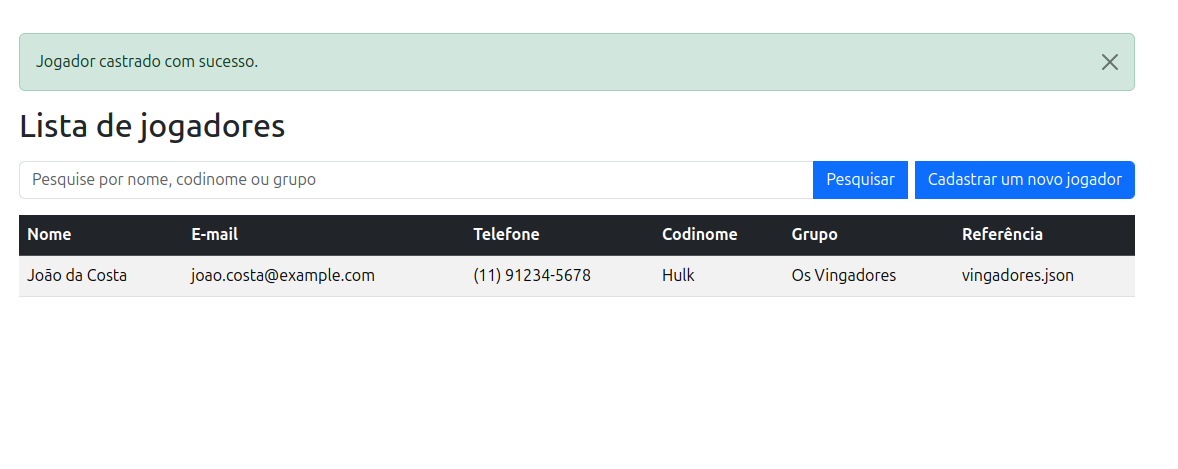 Jogador castrado com sucesso.
Lista de jogadores
Pesquise por nome, codinome ou grupo Pesquisar Cadastrar um novo jogador
Nome E-mail Telefone Codinome Grupo Referência
João da Costa joao.costa@example.com (11) 91234-5678 Hulk Os Vingadores vingadores.json